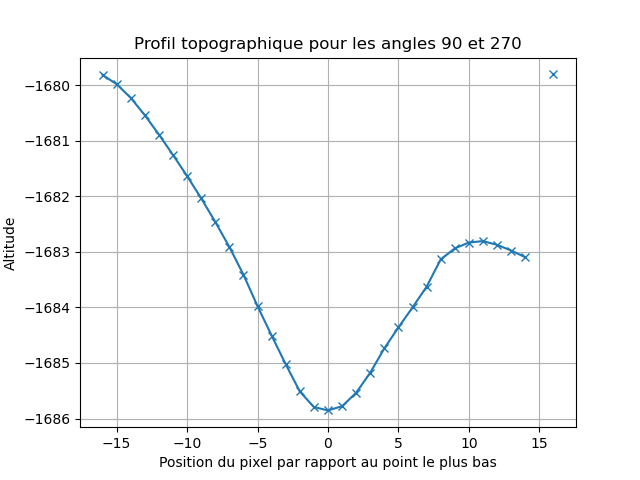 Profil topographique pour les angles 90 et 270
−1680
−1681
−1682
−1683
−1684
−1685
−1686
Altitude
−15 −10 −5 0 5 10 15
Position du pixel par rapport au point le plus bas